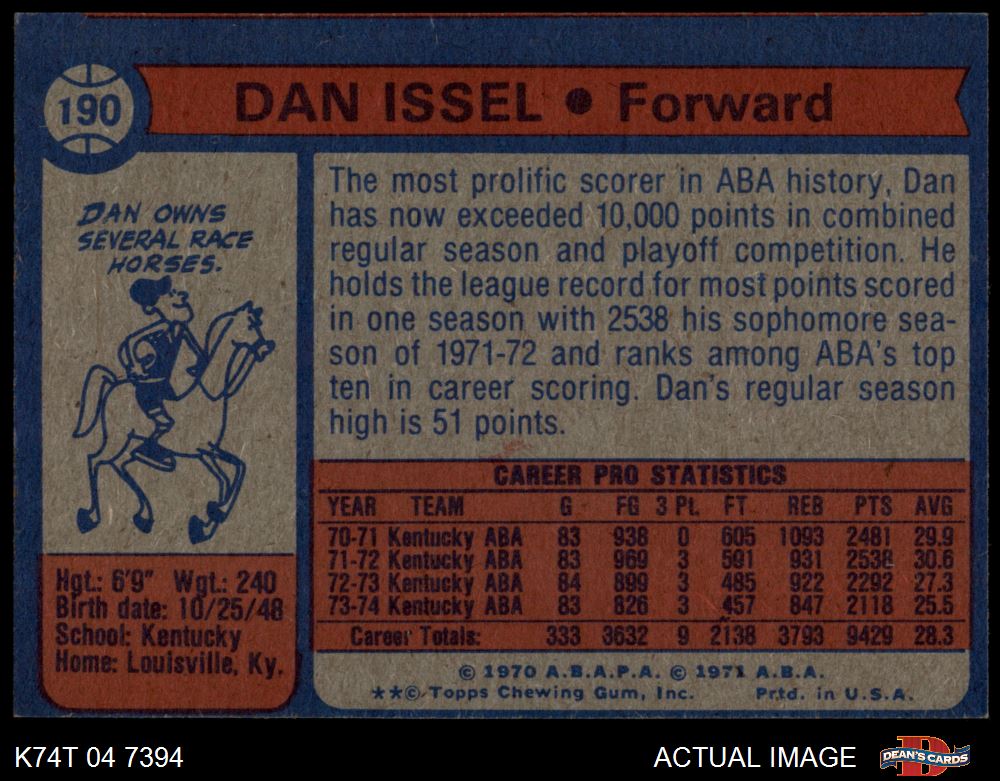 190
DAN ISSEL ● Forward
DAN OWNS
SEVERAL RACE
HORSES.
The most prolific scorer in ABA history, Dan
has now exceeded 10,000 points in combined
regular season and playoff competition. He
holds the league record for most points scored
in one season with 2538 his sophomore sea-
son of 1971-72 and ranks among ABA's top
ten in career scoring. Dan's regular season
high is 51 points.
Hgt.: 6'9" Wgt.: 240
Birth date: 10/25/48
School: Kentucky
Home: Louisville, Ky.
CAREER PRO STATISTICS
YEAR TEAM G FG 3 Pt. FT REB PTS AVG
70-71 Kentucky ABA 83 938 0 605 1093 2481 29.9
71-72 Kentucky ABA 83 969 3 591 931 2538 30.6
72-73 Kentucky ABA 84 899 3 485 922 2292 27.3
73-74 Kentucky ABA 83 826 3 457 847 2118 25.5
Career Totals: 333 3632 9 2138 3793 9429 28.3
© 1970 A.B.A.P.A. © 1971 A.B.A.
**© Topps Chewing Gum, Inc. Prtd. in U.S.A.
K74T 04 7394
ACTUAL IMAGE
DEAN'S CARDS